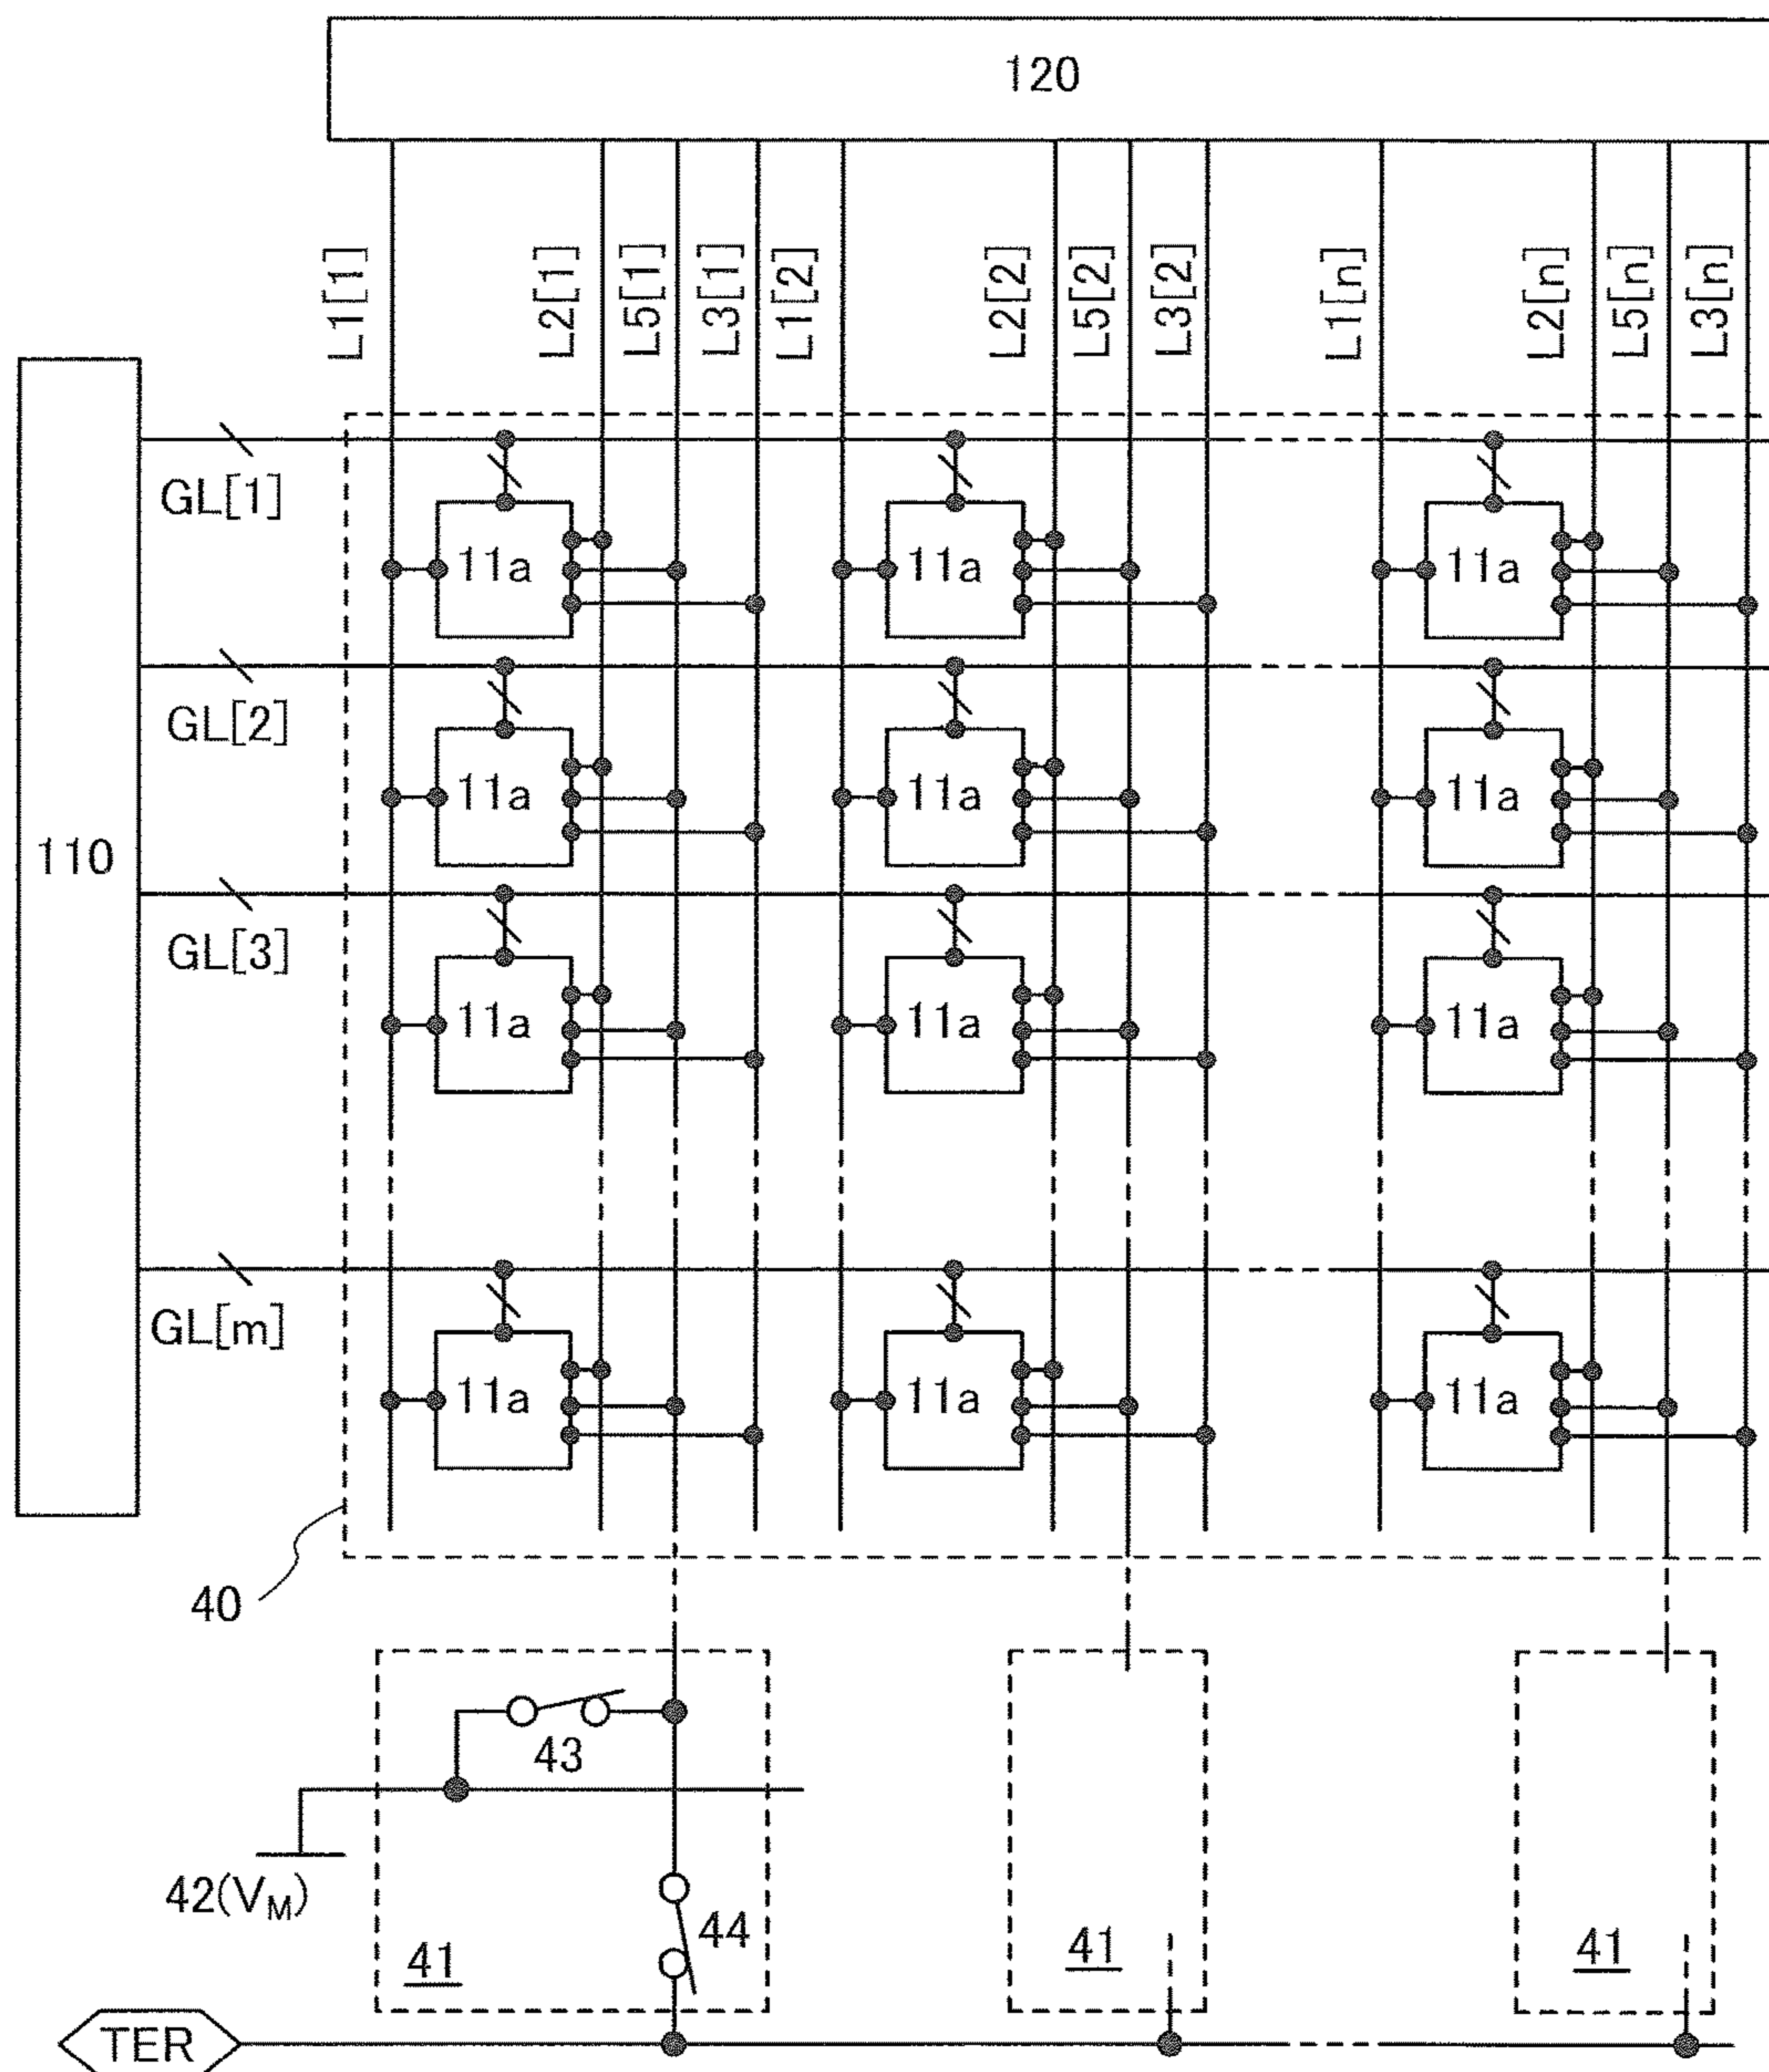 120
L1[1] L2[1] L5[1] L3[1] L1[2] L2[2] L5[2] L3[2] L1[n] L2[n] L5[n] L3[n]
110
GL[1]
11a 11a 11a
GL[2]
11a 11a 11a
GL[3]
11a 11a 11a
GL[m]
11a 11a 11a
40
43
42(VM)
44
41 41 41
TER